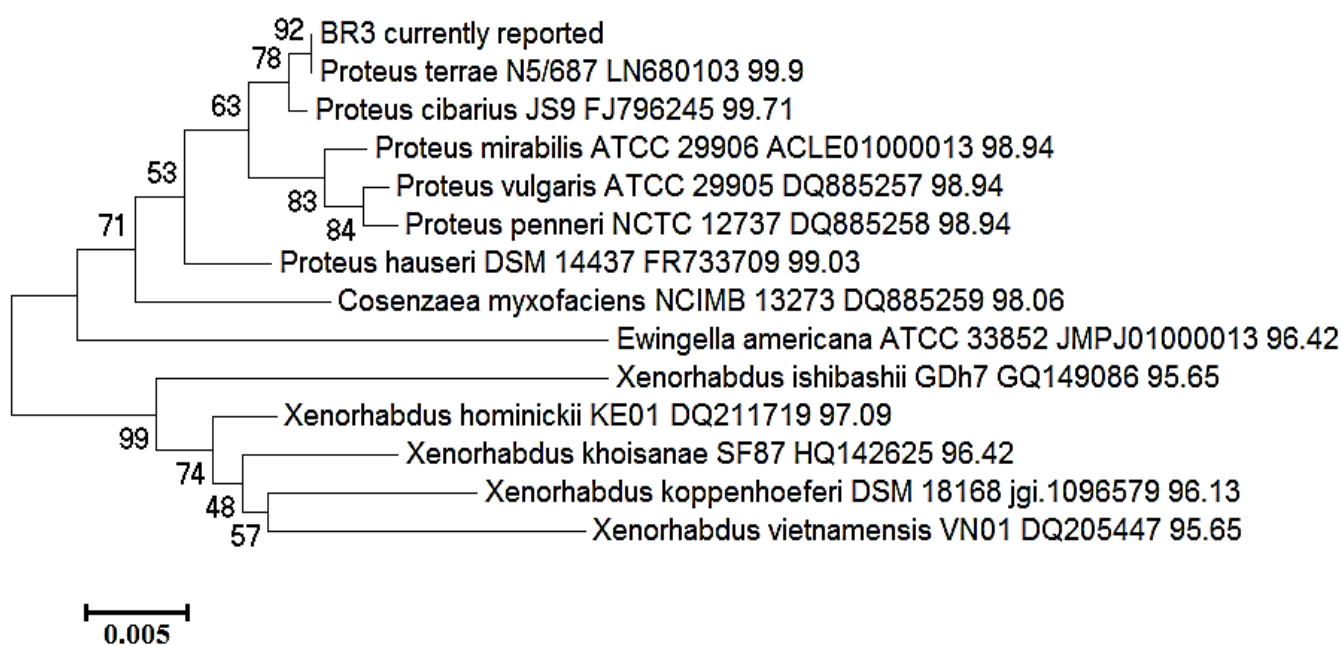 92
BR3 currently reported
78
Proteus terrae N5/687 LN680103 99.9
63
Proteus cibarius JS9 FJ796245 99.71
Proteus mirabilis ATCC 29906 ACLE01000013 98.94
53
Proteus vulgaris ATCC 29905 DQ885257 98.94
83
Proteus penneri NCTC 12737 DQ885258 98.94
84
71
Proteus hauseri DSM 14437 FR733709 99.03
Cosenzaea myxofaciens NCIMB 13273 DQ885259 98.06
Ewingella americana ATCC 33852 JMPJ01000013 96.42
Xenorhabdus ishibashii GDh7 GQ149086 95.65
Xenorhabdus hominickii KE01 DQ211719 97.09
99
Xenorhabdus khoisanae SF87 HQ142625 96.42
74
Xenorhabdus koppenhoeferi DSM 18168 jgi.1096579 96.13
48
Xenorhabdus vietnamensis VN01 DQ205447 95.65
57
0.005